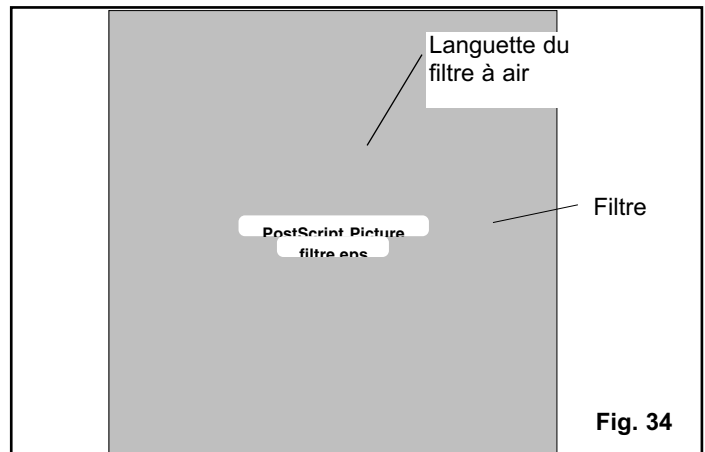 Languette du
filtre à air
Filtre
PostScript Picture
filtre eps
Fig. 34